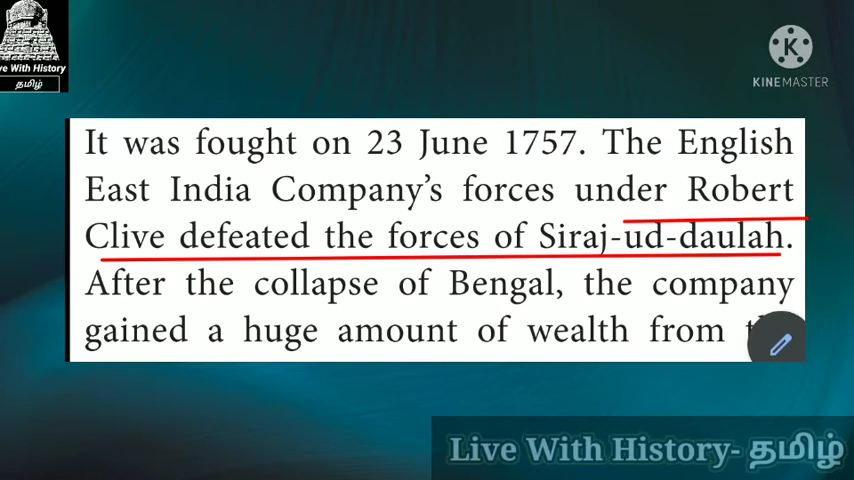 ve With History
தமிழ்
KINEMASTER
It was fought on 23 June 1757. The English
East India Company’s forces under Robert
Clive defeated the forces of Siraj-ud-daulah.
After the collapse of Bengal, the company
gained a huge amount of wealth from
Live With History- தமிழ்